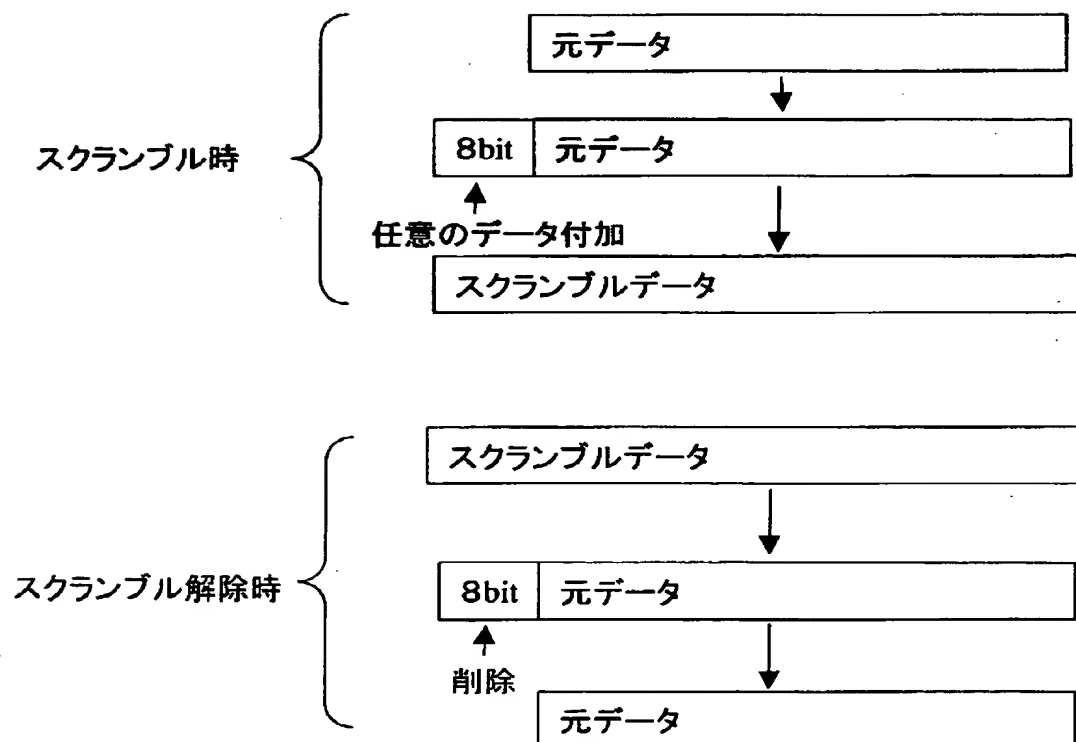 元データ
スクランブル時
8bit 元データ
任意のデータ付加
スクランブルデータ
スクランブルデータ
スクランブル解除時
8bit 元データ
削除
元データ